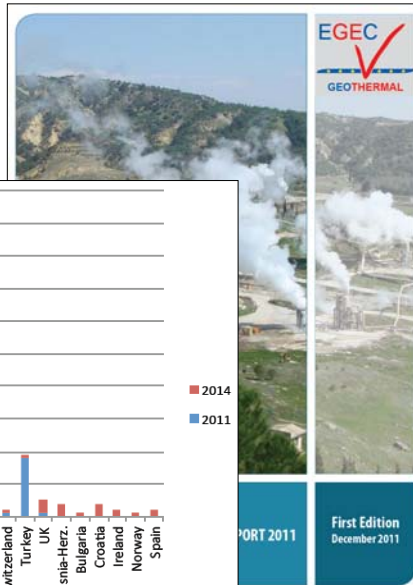 EGEC
GEOTHERMAL
2014
2011
witzerland
Turkey
UK
snia-Herz.
Bulgaria
Croatia
Ireland
Norway
Spain
PORT 2011
First Edition
December 2011